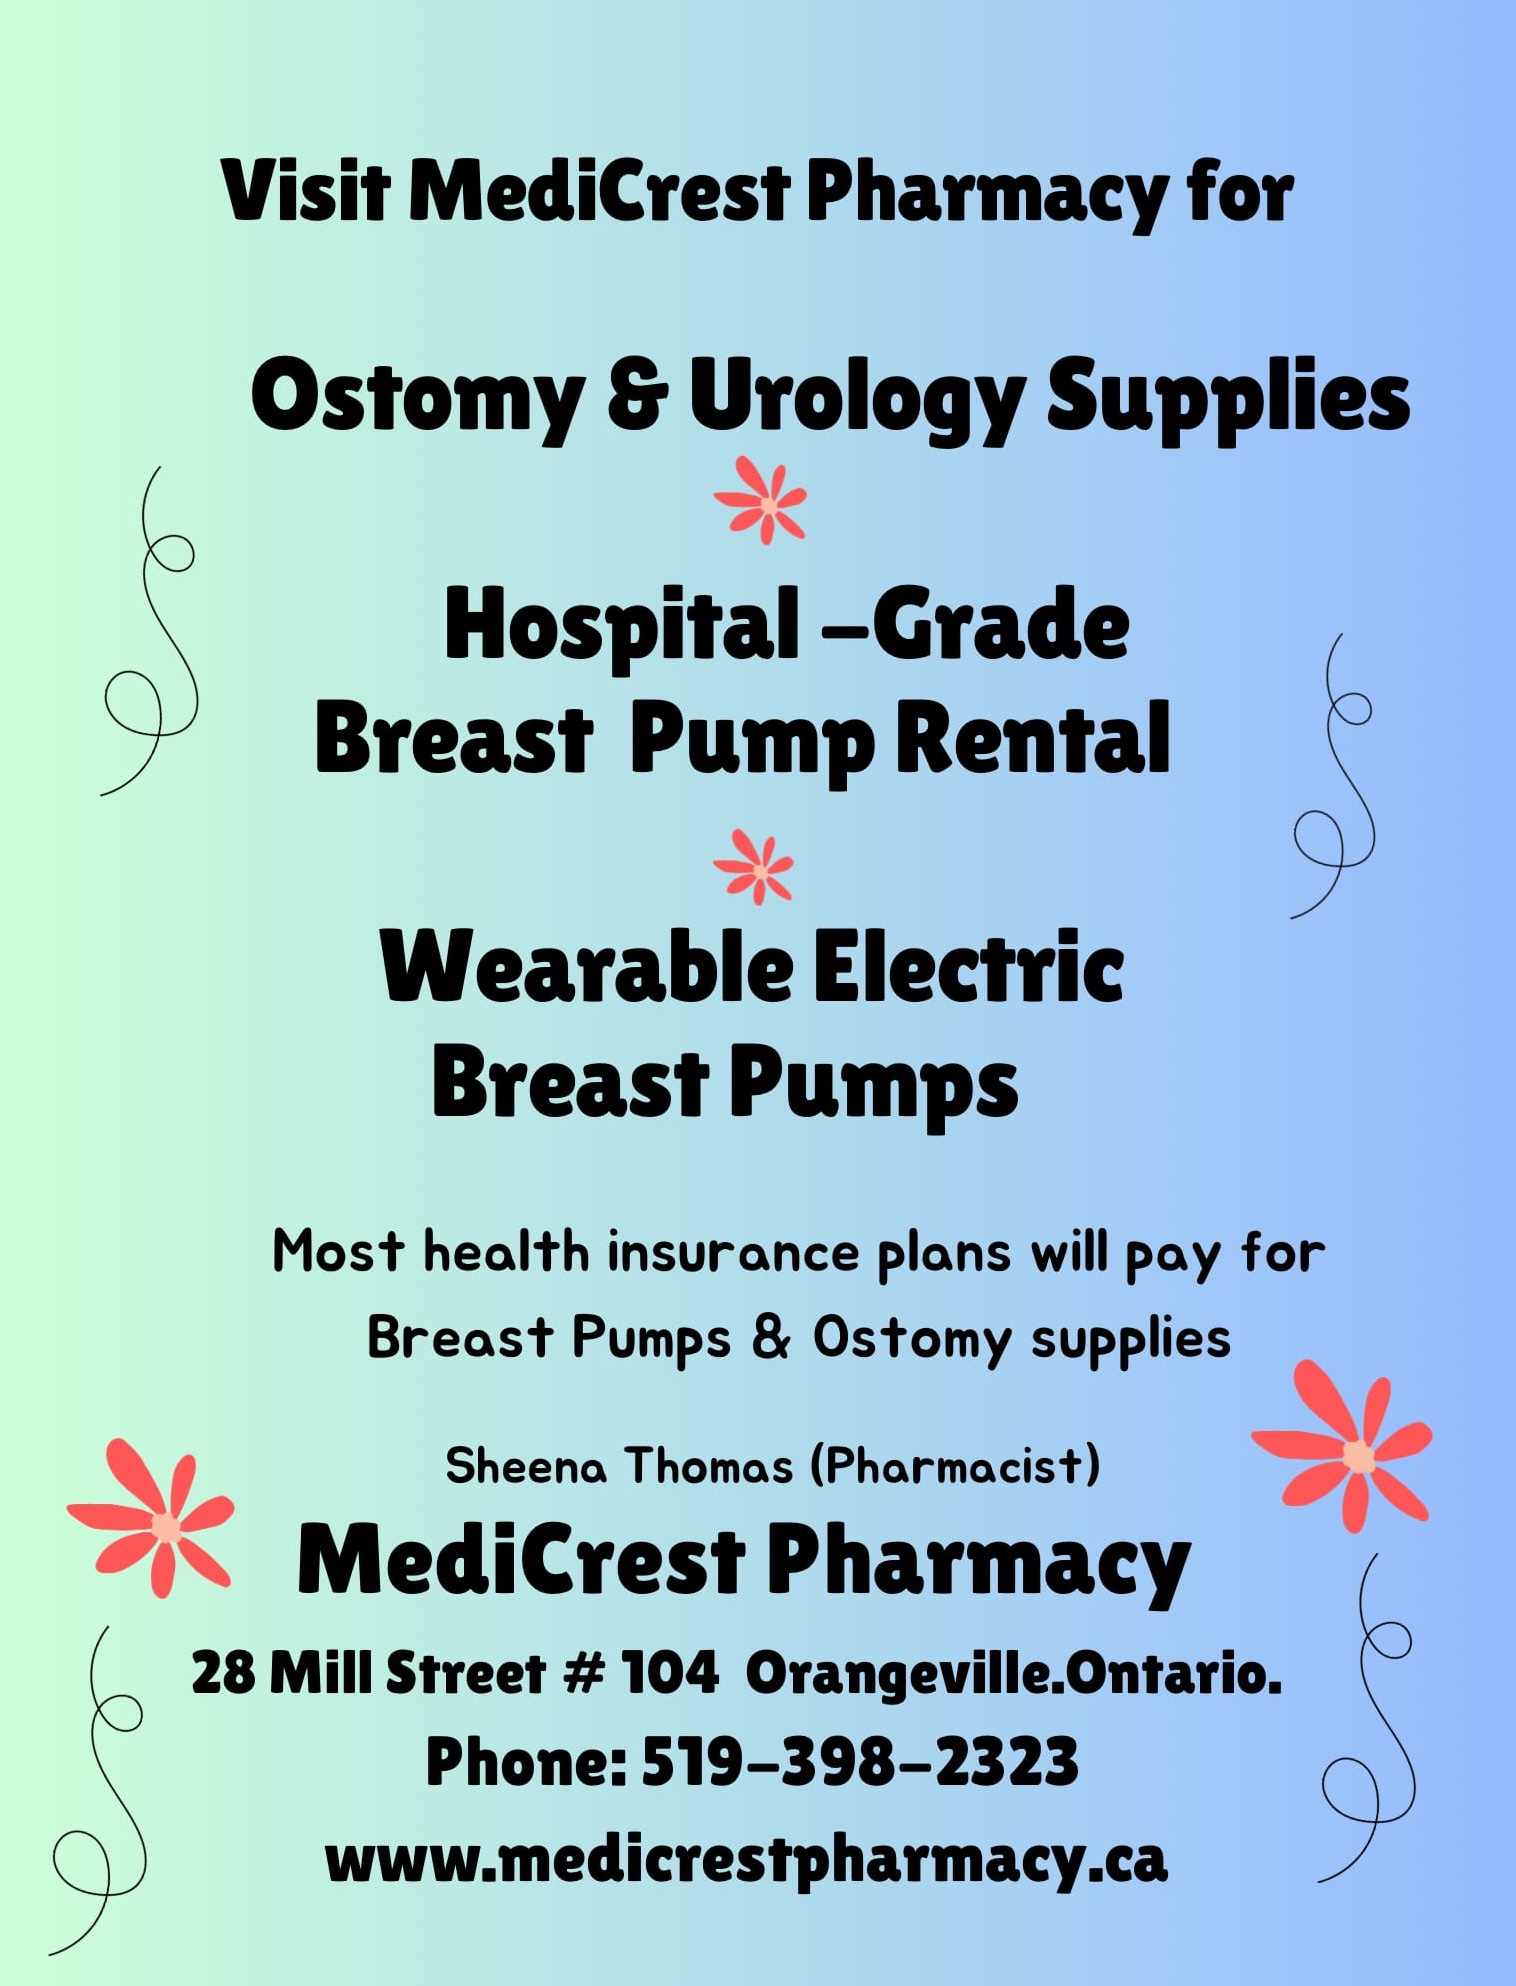 Visit MediCrest Pharmacy for
Ostomy & Urology Supplies
Hospital -Grade
Breast Pump Rental
Wearable Electric
Breast Pumps
Most health insurance plans will pay for
Breast Pumps & Ostomy supplies
Sheena Thomas (Pharmacist)
MediCrest Pharmacy
28 Mill Street # 104 Orangeville.Ontario.
Phone: 519-398-2323
www.medicrestpharmacy.ca